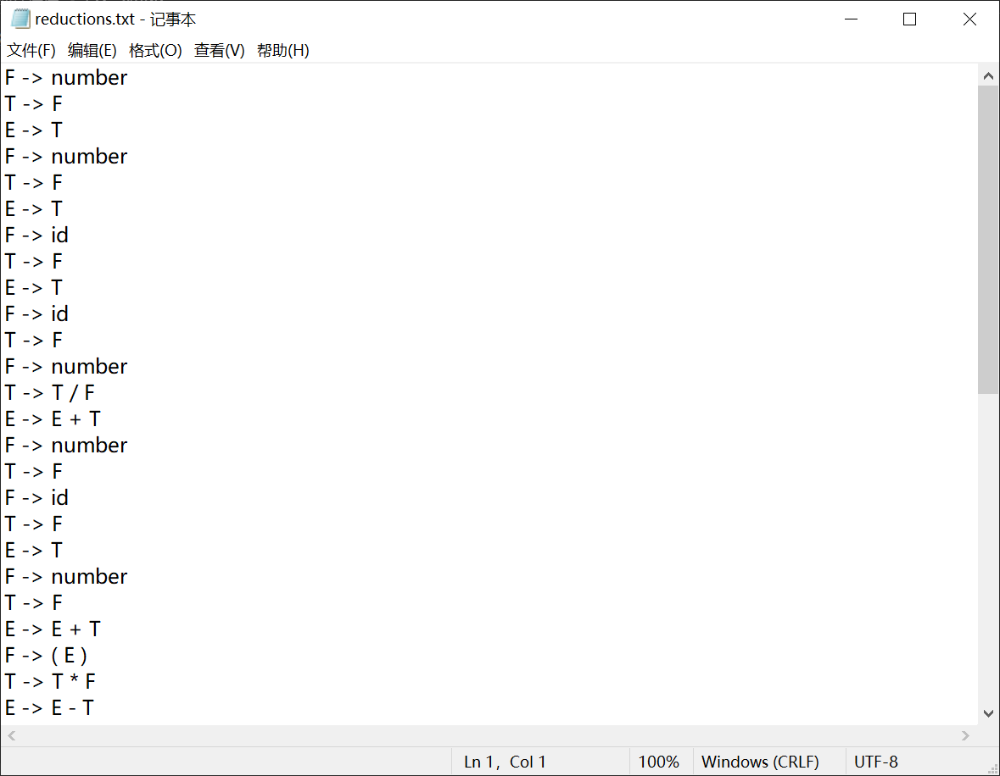 reductions.txt - 记事本
文件(F) 编辑(E) 格式(O) 查看(V) 帮助(H)
F -> number
T -> F
E -> T
F -> number
T -> F
E -> T
F -> id
T -> F
E -> T
F -> id
T -> F
F -> number
T -> T / F
E -> E + T
F -> number
T -> F
F -> id
T -> F
E -> T
F -> number
T -> F
E -> E + T
F -> ( E )
T -> T * F
E -> E - T
Ln 1，Col 1 100% Windows (CRLF) UTF-8